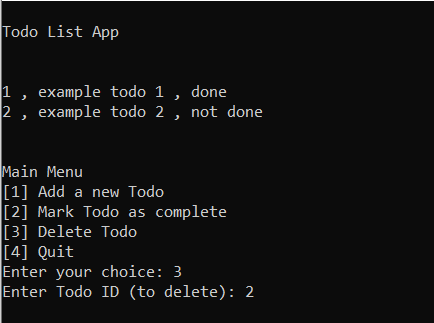 Todo List App
1 , example todo 1 , done
2 , example todo 2 , not done
Main Menu
[1] Add a new Todo
[2] Mark Todo as complete
[3] Delete Todo
[4] Quit
Enter your choice: 3
Enter Todo ID (to delete): 2